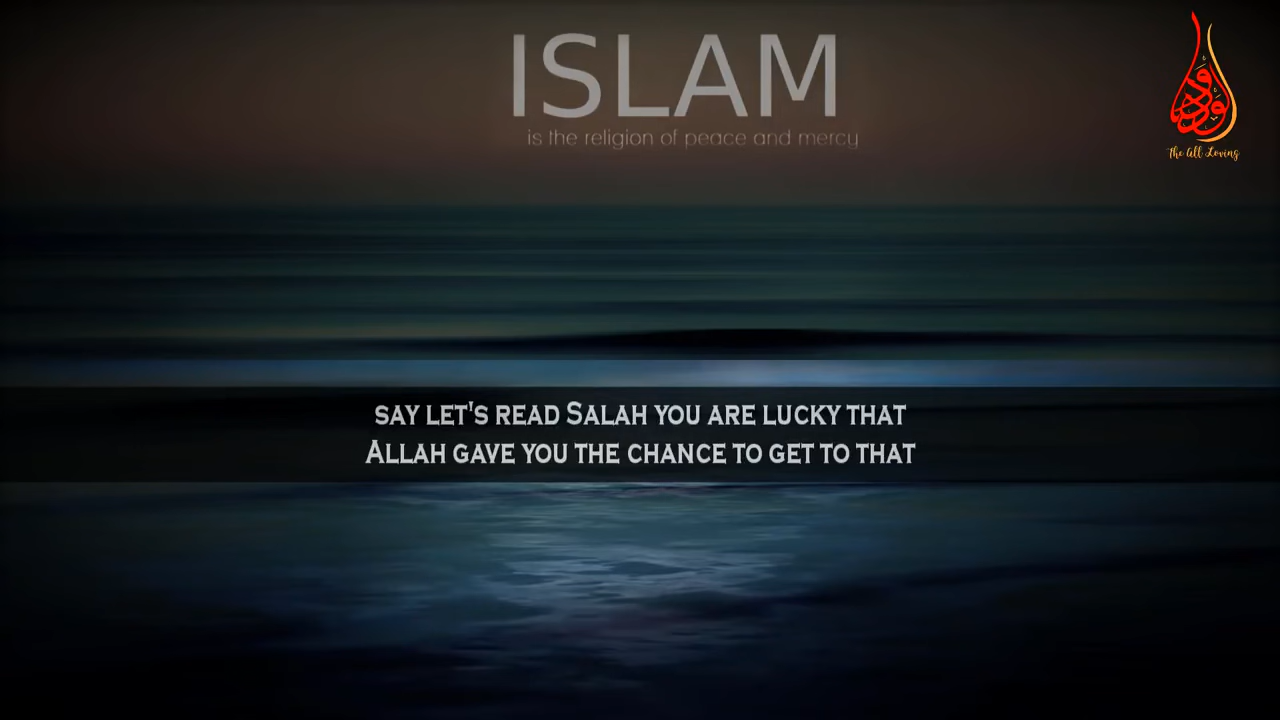 ISLAM
is the religion of peace and mercy
ودود
The All Loving
SAY LET'S READ SALAH YOU ARE LUCKY THAT
ALLAH GAVE YOU THE CHANCE TO GET TO THAT